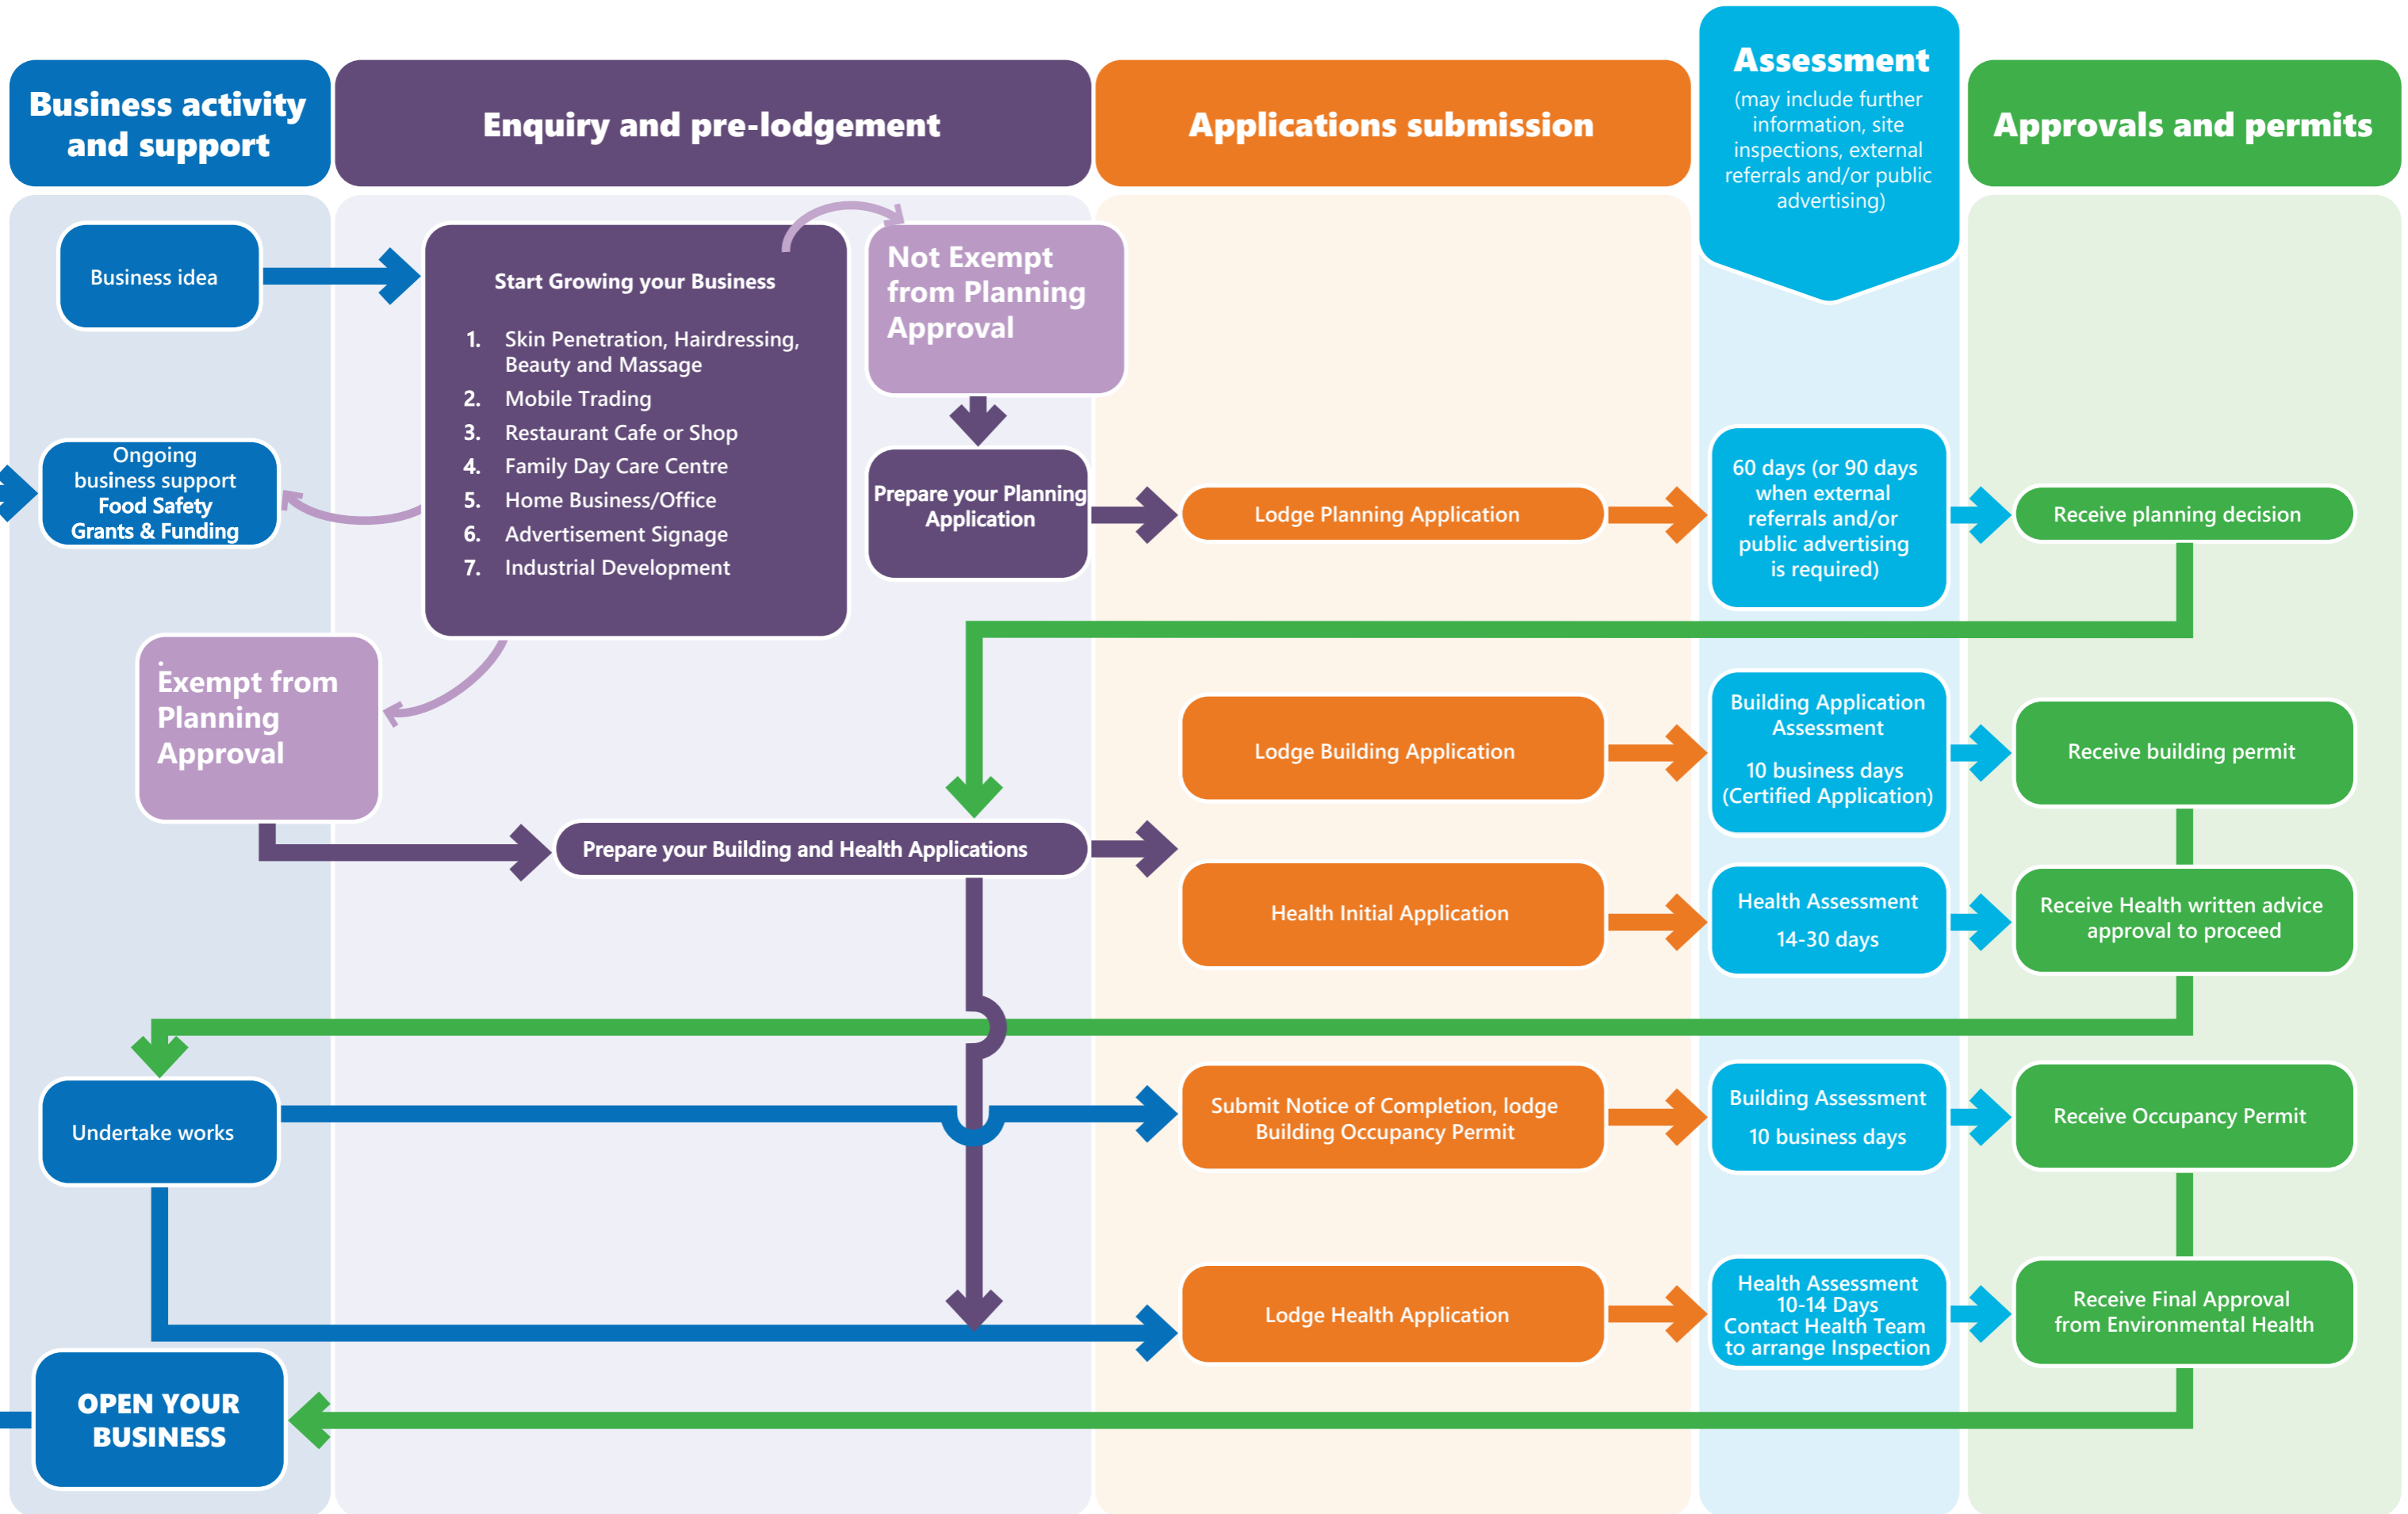 Business activity
and support
Enquiry and pre-lodgement
Applications submission
Assessment
(may include further
information, site
inspections, external
referrals and/or public
advertising)
Approvals and permits
Business idea
Start Growing your Business
1. Skin Penetration, Hairdressing,
Beauty and Massage
2. Mobile Trading
3. Restaurant Cafe or Shop
4. Family Day Care Centre
5. Home Business/Office
6. Advertisement Signage
7. Industrial Development
Not Exempt
from Planning
Approval
Ongoing
business support
Food Safety
Grants & Funding
Prepare your Planning
Application
Lodge Planning Application
60 days (or 90 days
when external
referrals and/or
public advertising
is required)
Receive planning decision
.
Exempt from
Planning
Approval
Lodge Building Application
Building Application
Assessment
10 business days
(Certified Application)
Receive building permit
Prepare your Building and Health Applications
Health Initial Application
Health Assessment
14-30 days
Receive Health written advice
approval to proceed
Undertake works
Submit Notice of Completion, lodge
Building Occupancy Permit
Building Assessment
10 business days
Receive Occupancy Permit
Lodge Health Application
Health Assessment
10-14 Days
Contact Health Team
to arrange Inspection
Receive Final Approval
from Environmental Health
OPEN YOUR
BUSINESS